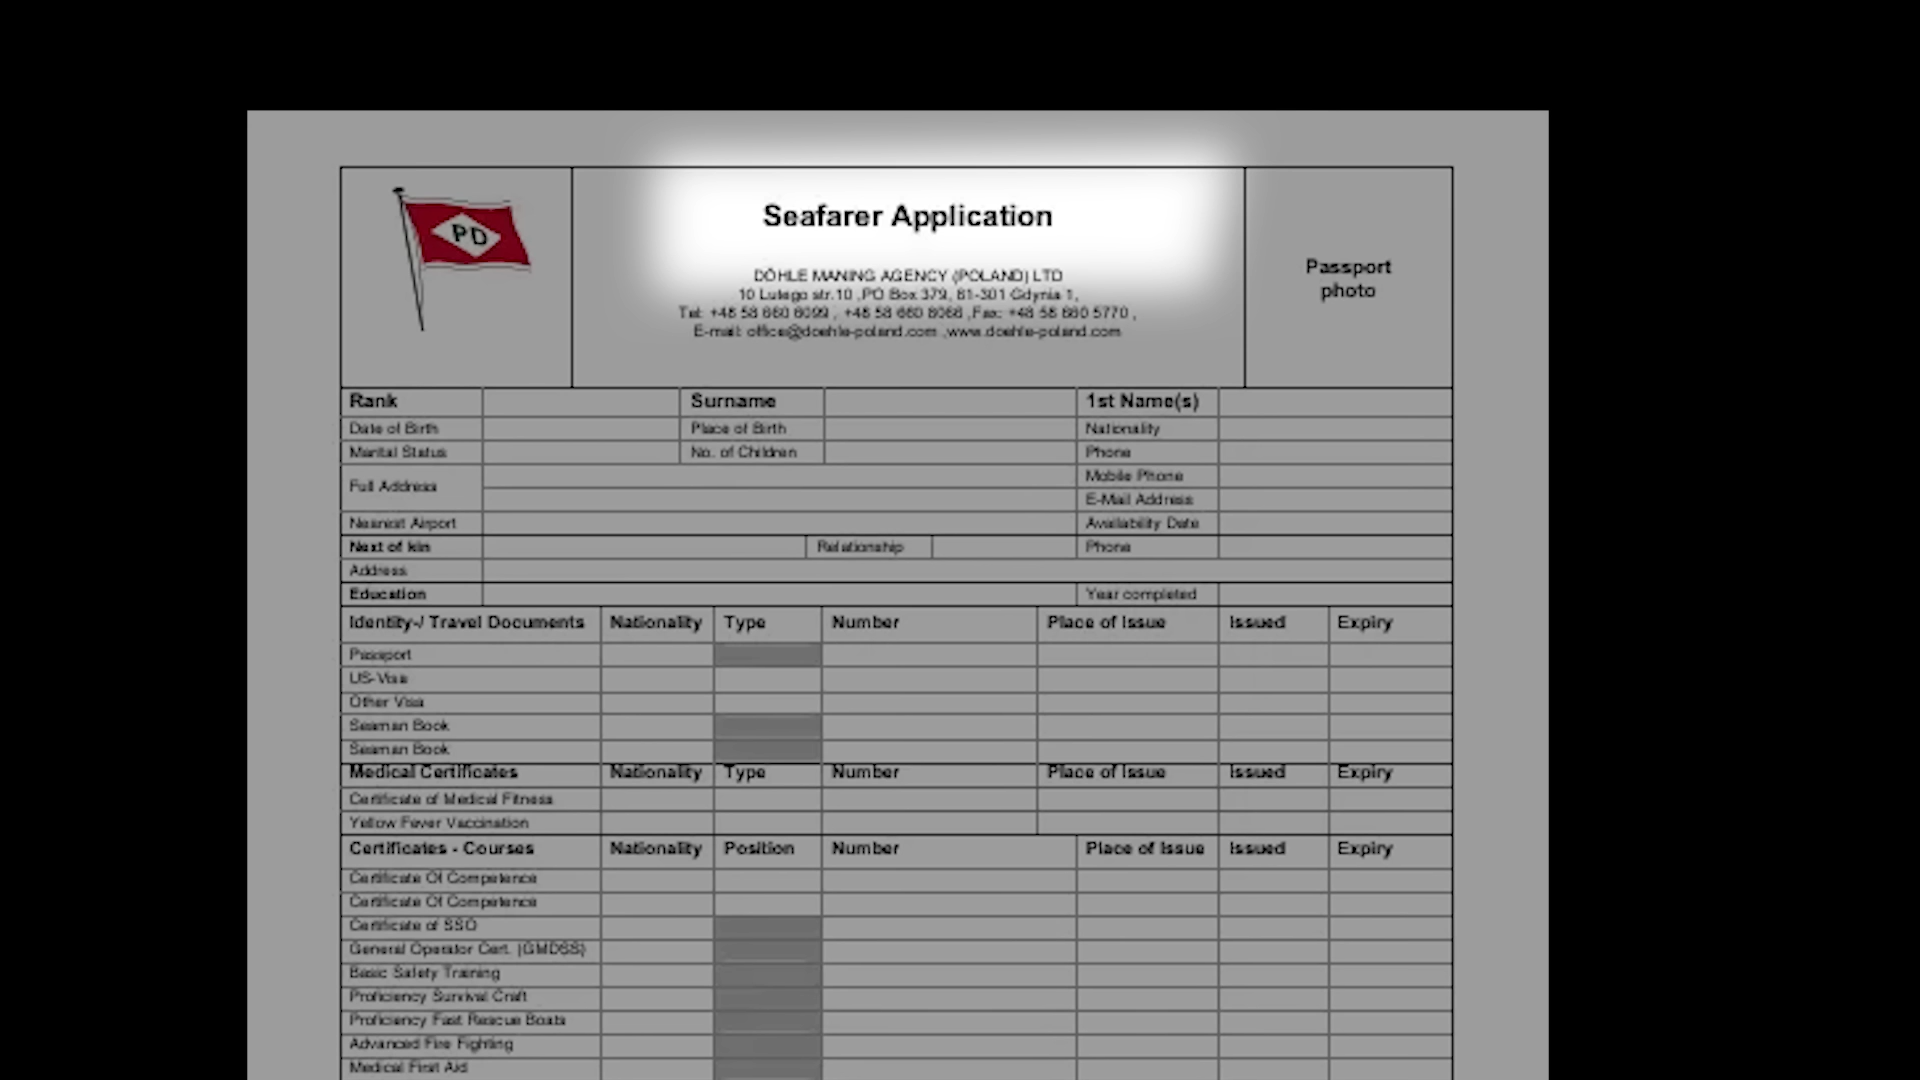 PD
Seafarer Application
DÖHLE MANING AGENCY (POLAND) LTD
10 Lutego str.10 ,PO Box 379, 81-301 Gdynia 1,
Tel: +48 58 660 6099 , +48 58 660 6066 ,Fax: +48 58 660 5770 ,
E-mail: office@doehle-poland.com ,www.doehle-poland.com
Passport
photo
Rank Surname 1st Name(s)
Date of Birth Place of Birth Nationality
Marital Status No. of Children Phone
Full Address Mobile Phone
E-Mail Address
Nearest Airport Availability Date
Next of kin Relationship Phone
Address
Education Year completed
Identity-/ Travel Documents Nationality Type Number Place of Issue Issued Expiry
Passport
US-Visa
Other Visa
Seaman Book
Seaman Book
Medical Certificates Nationality Type Number Place of Issue Issued Expiry
Certificate of Medical Fitness
Yellow Fever Vaccination
Certificates - Courses Nationality Position Number Place of Issue Issued Expiry
Certificate Of Competence
Certificate Of Competence
Certificate of SSO
General Operator Cert. (GMDSS)
Basic Safety Training
Proficiency Survival Craft
Proficiency Fast Rescue Boats
Advanced Fire Fighting
Medical First Aid